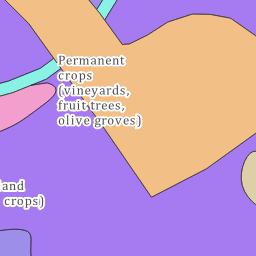 Permanent
crops
(vineyards,
fruit trees,
olive groves)
and
crops)